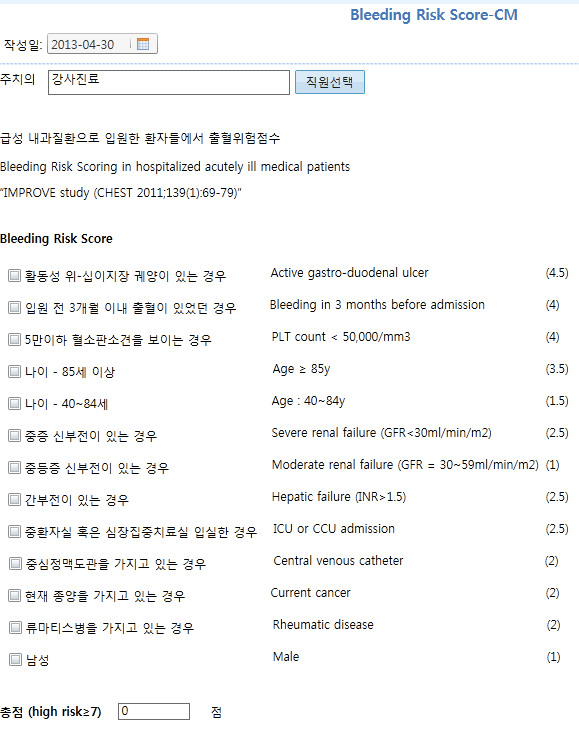 Bleeding Risk Score-CM
작성일: 2013-04-30
주치의 강사진료 직원선택
급성 내과질환으로 입원한 환자들에서 출혈위험점수
Bleeding Risk Scoring in hospitalized acutely ill medical patients
"IMPROVE study (CHEST 2011;139(1):69-79)"
Bleeding Risk Score
활동성 위-십이지장 궤양이 있는 경우 Active gastro-duodenal ulcer (4.5)
입원 전 3개월 이내 출혈이 있었던 경우 Bleeding in 3 months before admission (4)
5만이하 혈소판소견을 보이는 경우 PLT count < 50,000/mm3 (4)
나이 - 85세 이상 Age ≥ 85y (3.5)
나이 - 40~84세 Age : 40~84y (1.5)
중증 신부전이 있는 경우 Severe renal failure (GFR<30ml/min/m2) (2.5)
중등증 신부전이 있는 경우 Moderate renal failure (GFR = 30~59ml/min/m2) (1)
간부전이 있는 경우 Hepatic failure (INR>1.5) (2.5)
중환자실 혹은 심장집중치료실 입실한 경우 ICU or CCU admission (2.5)
중심정맥도관을 가지고 있는 경우 Central venous catheter (2)
현재 종양을 가지고 있는 경우 Current cancer (2)
류마티스병을 가지고 있는 경우 Rheumatic disease (2)
남성 Male (1)
총점 (high risk≥7) 0 점